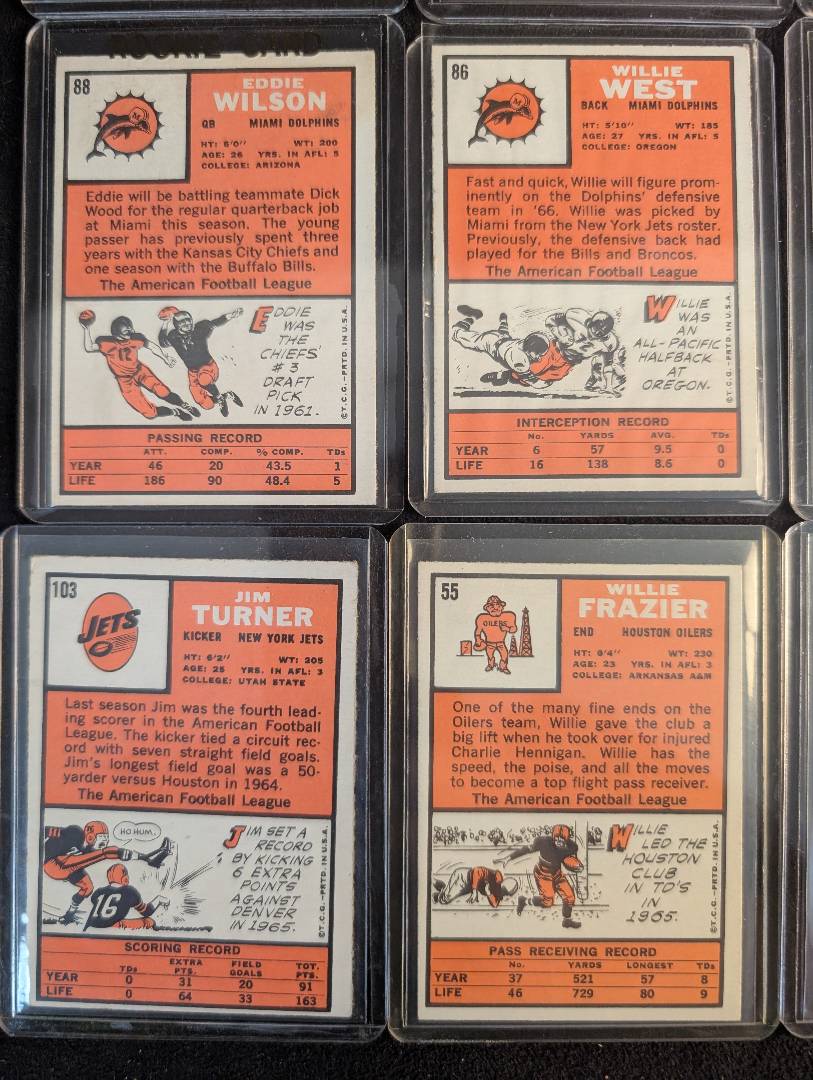 ROOKIE CARD
88
EDDIE
WILSON
QB MIAMI DOLPHINS
HT: 6'0" WT: 200
AGE: 26 YRS. IN AFL: 5
COLLEGE: ARIZONA
M
Eddie will be battling teammate Dick
Wood for the regular quarterback job
at Miami this season. The young
passer has previously spent three
years with the Kansas City Chiefs and
one season with the Buffalo Bills.
The American Football League
12
EDDIE
WAS
THE
CHIEFS'
#3
DRAFT
PICK
IN 1961.
©T.C.G.—PRTD. IN U.S.A.
PASSING RECORD
ATT. COMP. % COMP. TDs
YEAR 46 20 43.5 1
LIFE 186 90 48.4 5
86
WILLIE
WEST
BACK MIAMI DOLPHINS
HT: 5'10" WT: 185
AGE: 27 YRS. IN AFL: 5
COLLEGE: OREGON
M
Fast and quick, Willie will figure prom-
inently on the Dolphins' defensive
team in '66. Willie was picked by
Miami from the New York Jets roster.
Previously, the defensive back had
played for the Bills and Broncos.
The American Football League
WILLIE
WAS
AN
ALL-PACIFIC
HALFBACK
AT
OREGON.
©T.C.G.—PRTD. IN U.S.A.
INTERCEPTION RECORD
No. YARDS AVG. TDs
YEAR 6 57 9.5 0
LIFE 16 138 8.6 0
103
JETS
JIM
TURNER
KICKER NEW YORK JETS
HT: 6'2" WT: 205
AGE: 25 YRS. IN AFL: 3
COLLEGE: UTAH STATE
Last season Jim was the fourth lead-
ing scorer in the American Football
League. The kicker tied a circuit rec-
ord with seven straight field goals.
Jim's longest field goal was a 50-
yarder versus Houston in 1964.
The American Football League
HO HUM.
16
JIM SET A
RECORD
BY KICKING
6 EXTRA
POINTS
AGAINST
DENVER
IN 1965.
©T.C.G.—PRTD. IN U.S.A.
SCORING RECORD
TDs EXTRA PTS. FIELD GOALS TOT. PTS.
YEAR 0 31 20 91
LIFE 0 64 33 163
55
OILERS
WILLIE
FRAZIER
END HOUSTON OILERS
HT: 6'4" WT: 230
AGE: 23 YRS. IN AFL: 3
COLLEGE: ARKANSAS A&M
One of the many fine ends on the
Oilers team, Willie gave the club a
big lift when he took over for injured
Charlie Hennigan. Willie has the
speed, the poise, and all the moves
to become a top flight pass receiver.
The American Football League
WILLIE
LED THE
HOUSTON
CLUB
IN TD'S
IN
1965.
©T.C.G.—PRTD. IN U.S.A.
PASS RECEIVING RECORD
No. YARDS LONGEST TDs
YEAR 37 521 57 8
LIFE 46 729 80 9